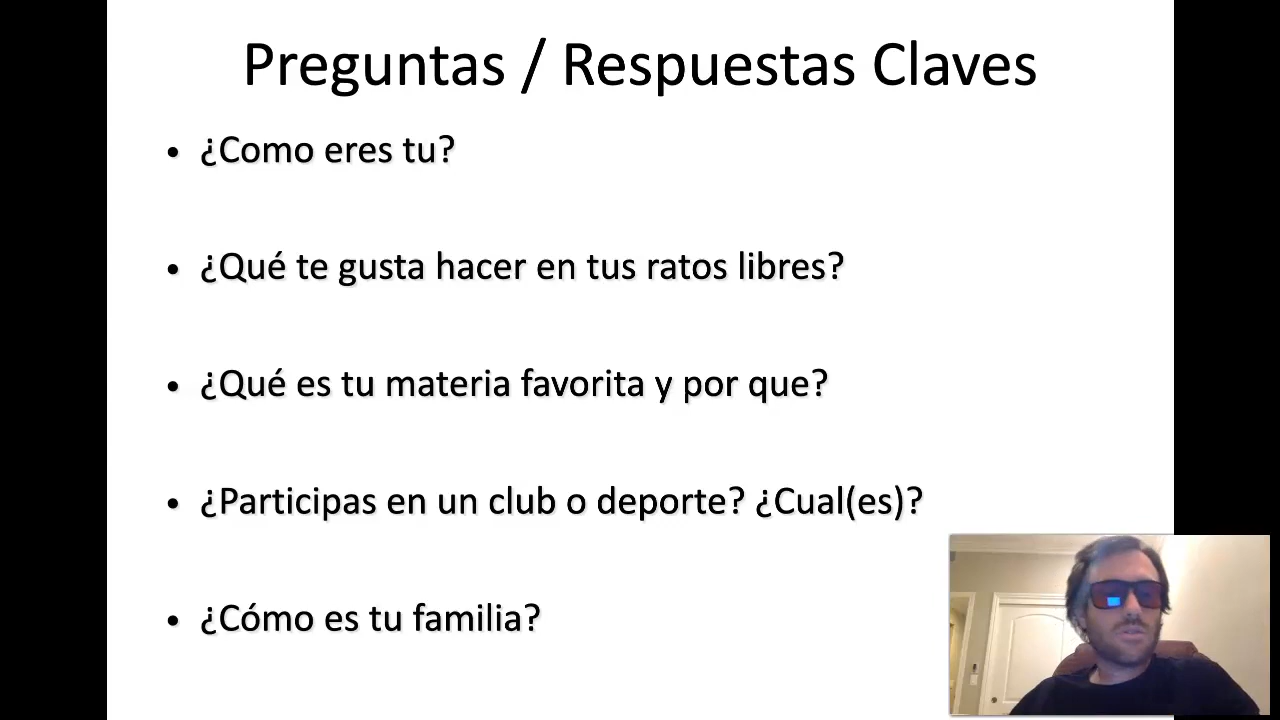 Preguntas / Respuestas Claves
• ¿Como eres tu?
• ¿Qué te gusta hacer en tus ratos libres?
• ¿Qué es tu materia favorita y por que?
• ¿Participas en un club o deporte? ¿Cual(es)?
• ¿Cómo es tu familia?